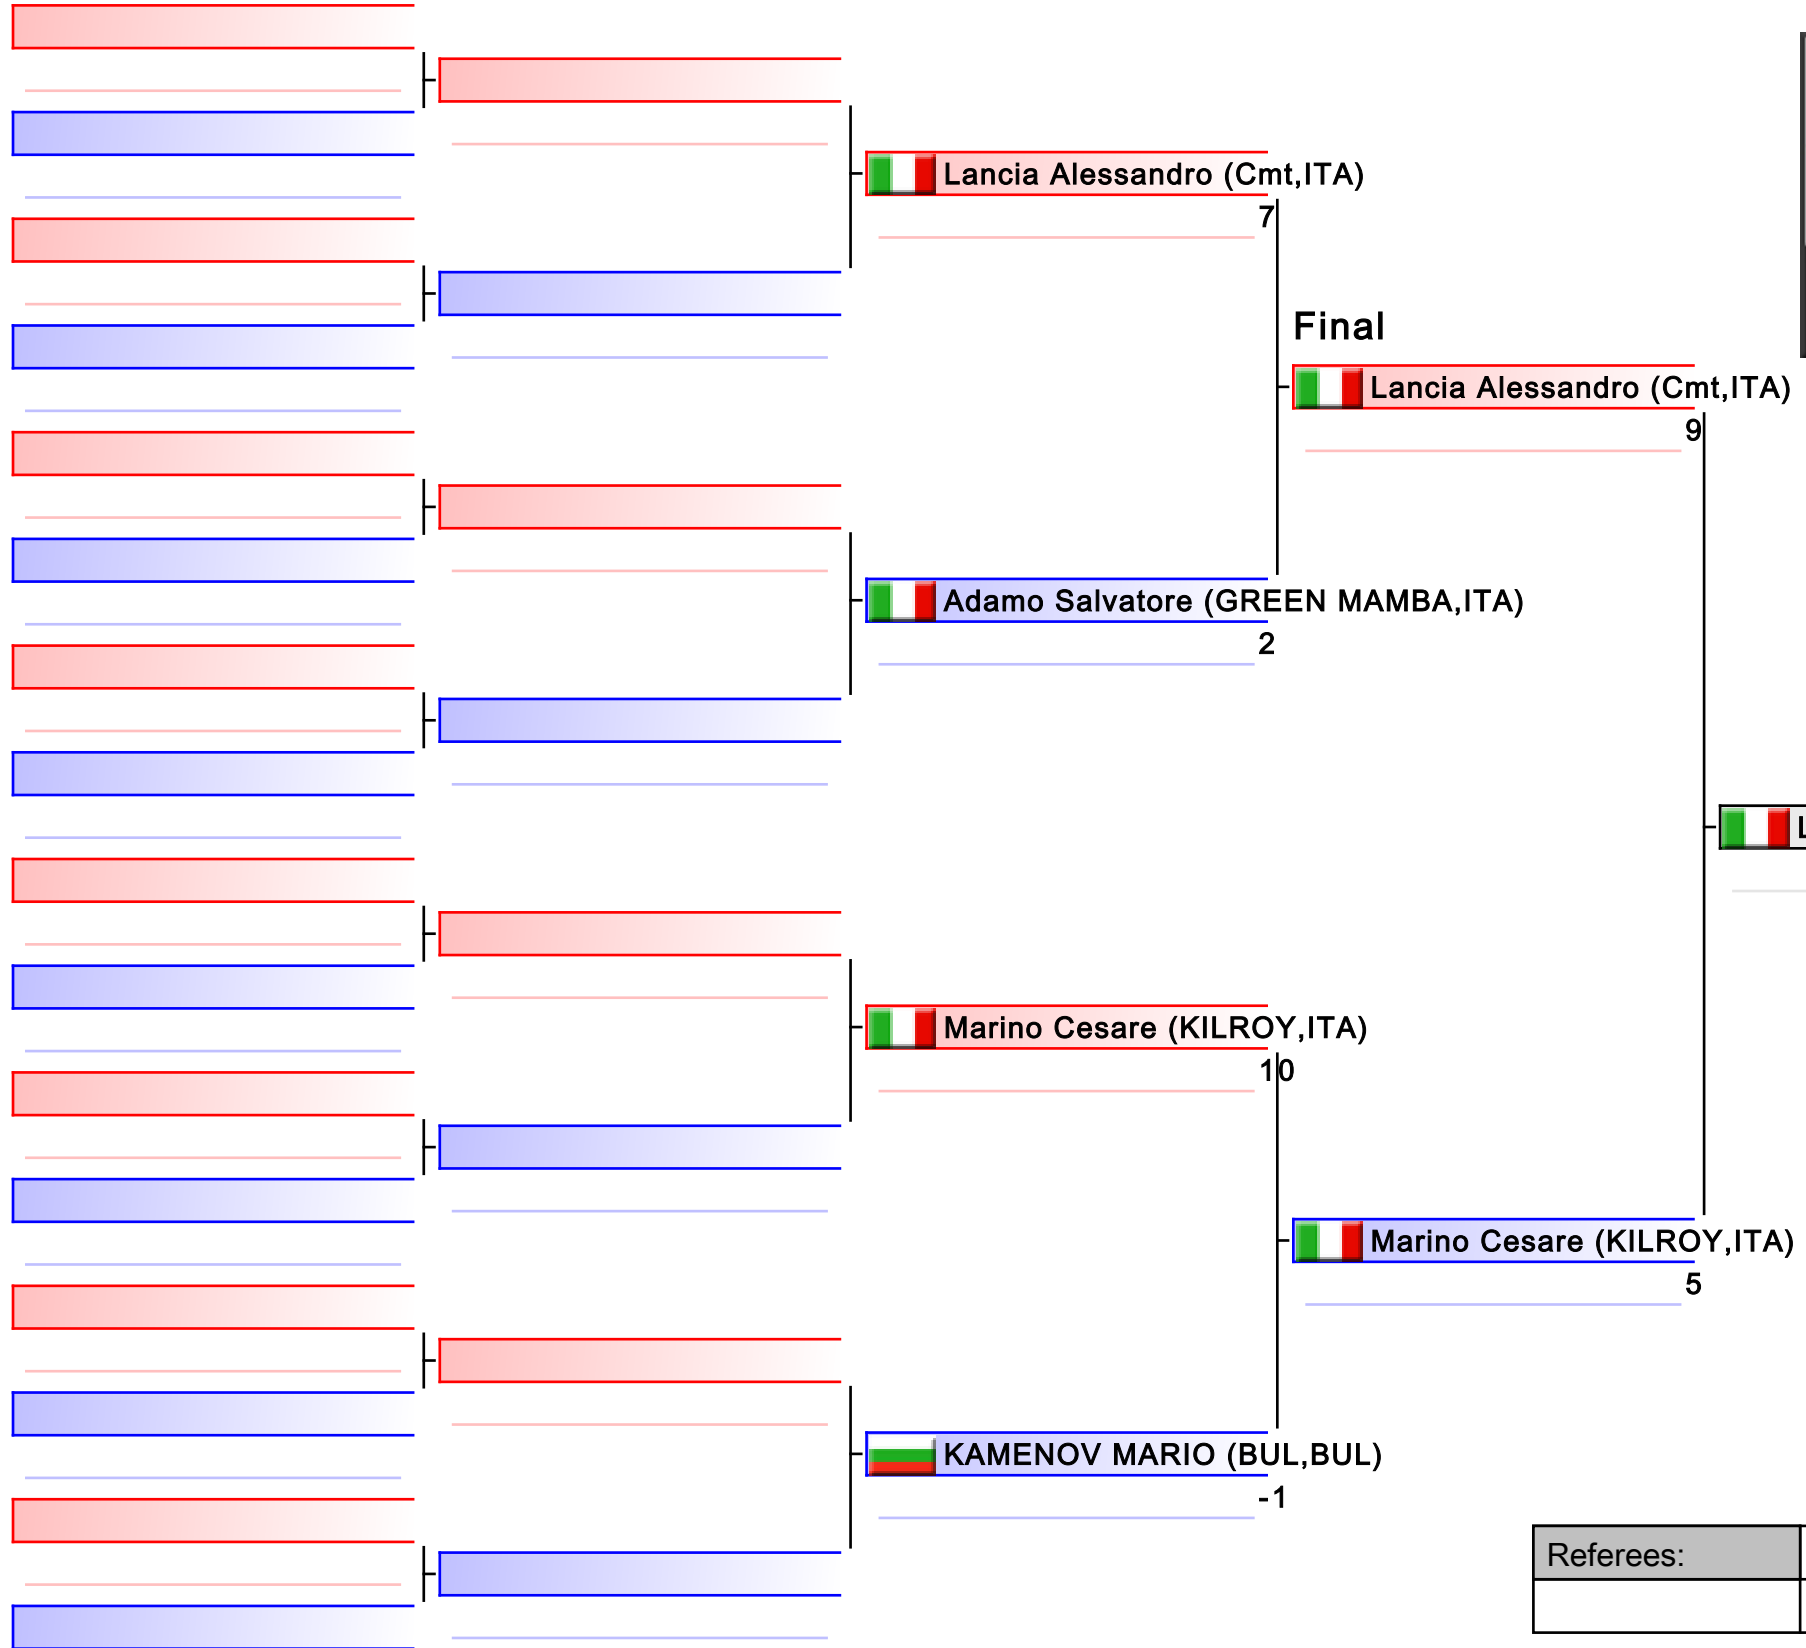 Lancia Alessandro (Cmt,ITA)
7
Final
Lancia Alessandro (Cmt,ITA)
9
Adamo Salvatore (GREEN MAMBA,ITA)
2
L
Marino Cesare (KILROY,ITA)
10
Marino Cesare (KILROY,ITA)
5
KAMENOV MARIO (BUL,BUL)
-1
Referees: